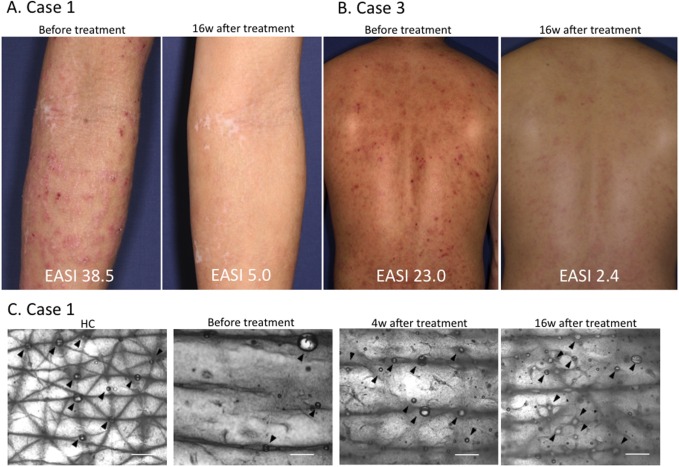 A. Case 1
B. Case 3
Before treatment
16w after treatment
Before treatment
16w after treatment
EASI 38.5
EASI 5.0
EASI 23.0
EASI 2.4
C. Case 1
HC
Before treatment
4w after treatment
16w after treatment